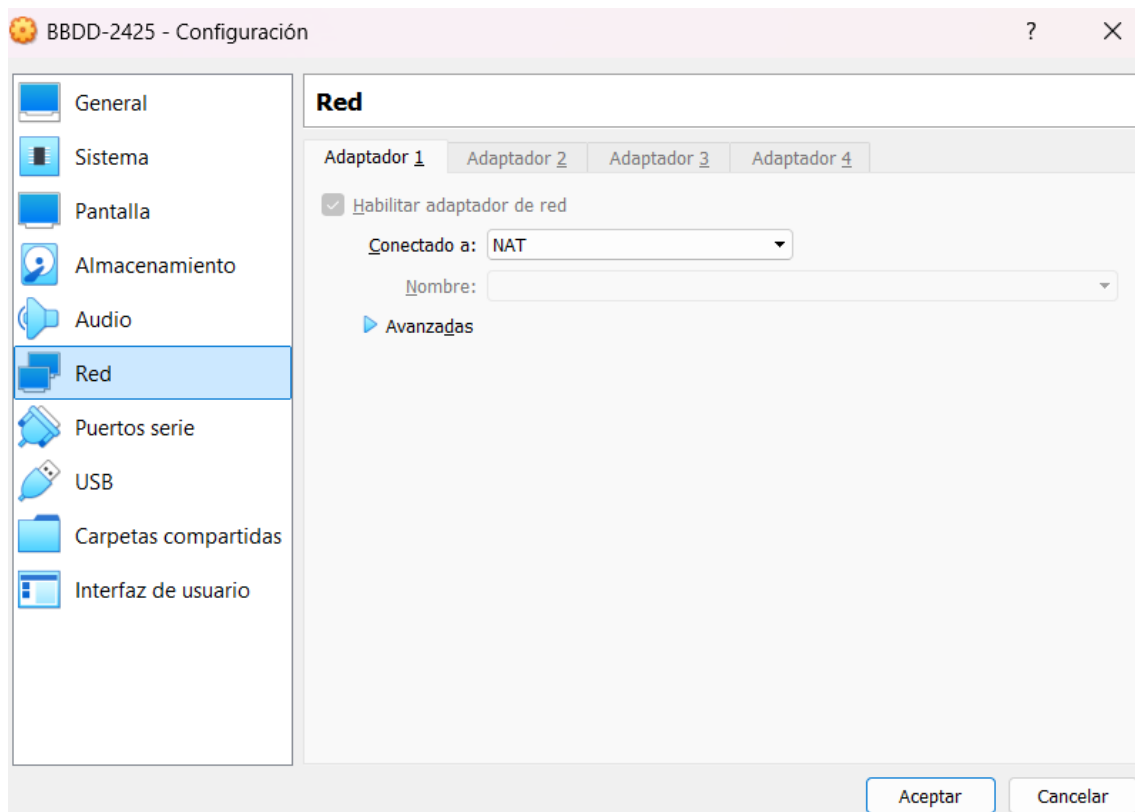 BBDD-2425 - Configuración
?
General
Sistema
Pantalla
Almacenamiento
Audio
Red
Puertos serie
USB
Carpetas compartidas
Interfaz de usuario
Red
Adaptador 1 Adaptador 2 Adaptador 3 Adaptador 4
Habilitar adaptador de red
Conectado a: NAT
Nombre:
Avanzadas
Aceptar Cancelar